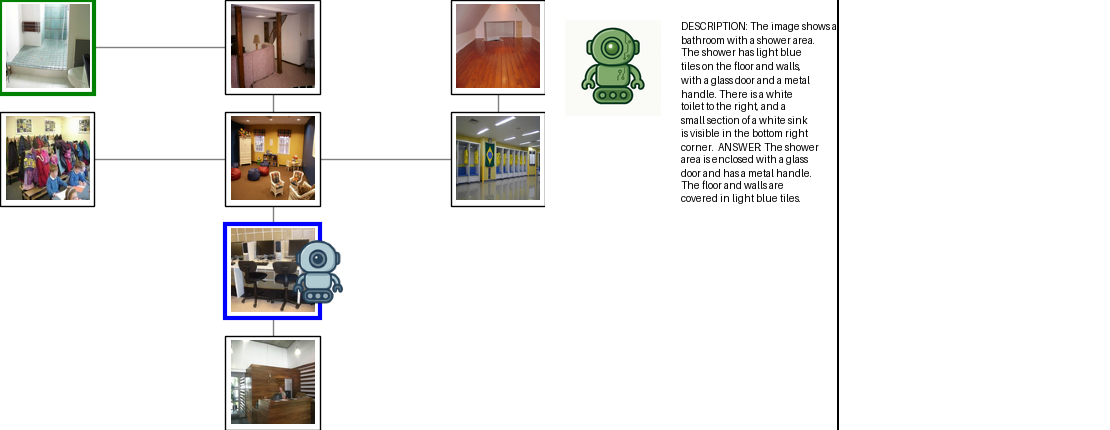 DESCRIPTION: The image shows a
bathroom with a shower area.
The shower has light blue
tiles on the floor and walls,
with a glass door and a metal
handle. There is a white
toilet to the right, and a
small section of a white sink
is visible in the bottom right
corner. ANSWER: The shower
area is enclosed with a glass
door and has a metal handle.
The floor and walls are
covered in light blue tiles.